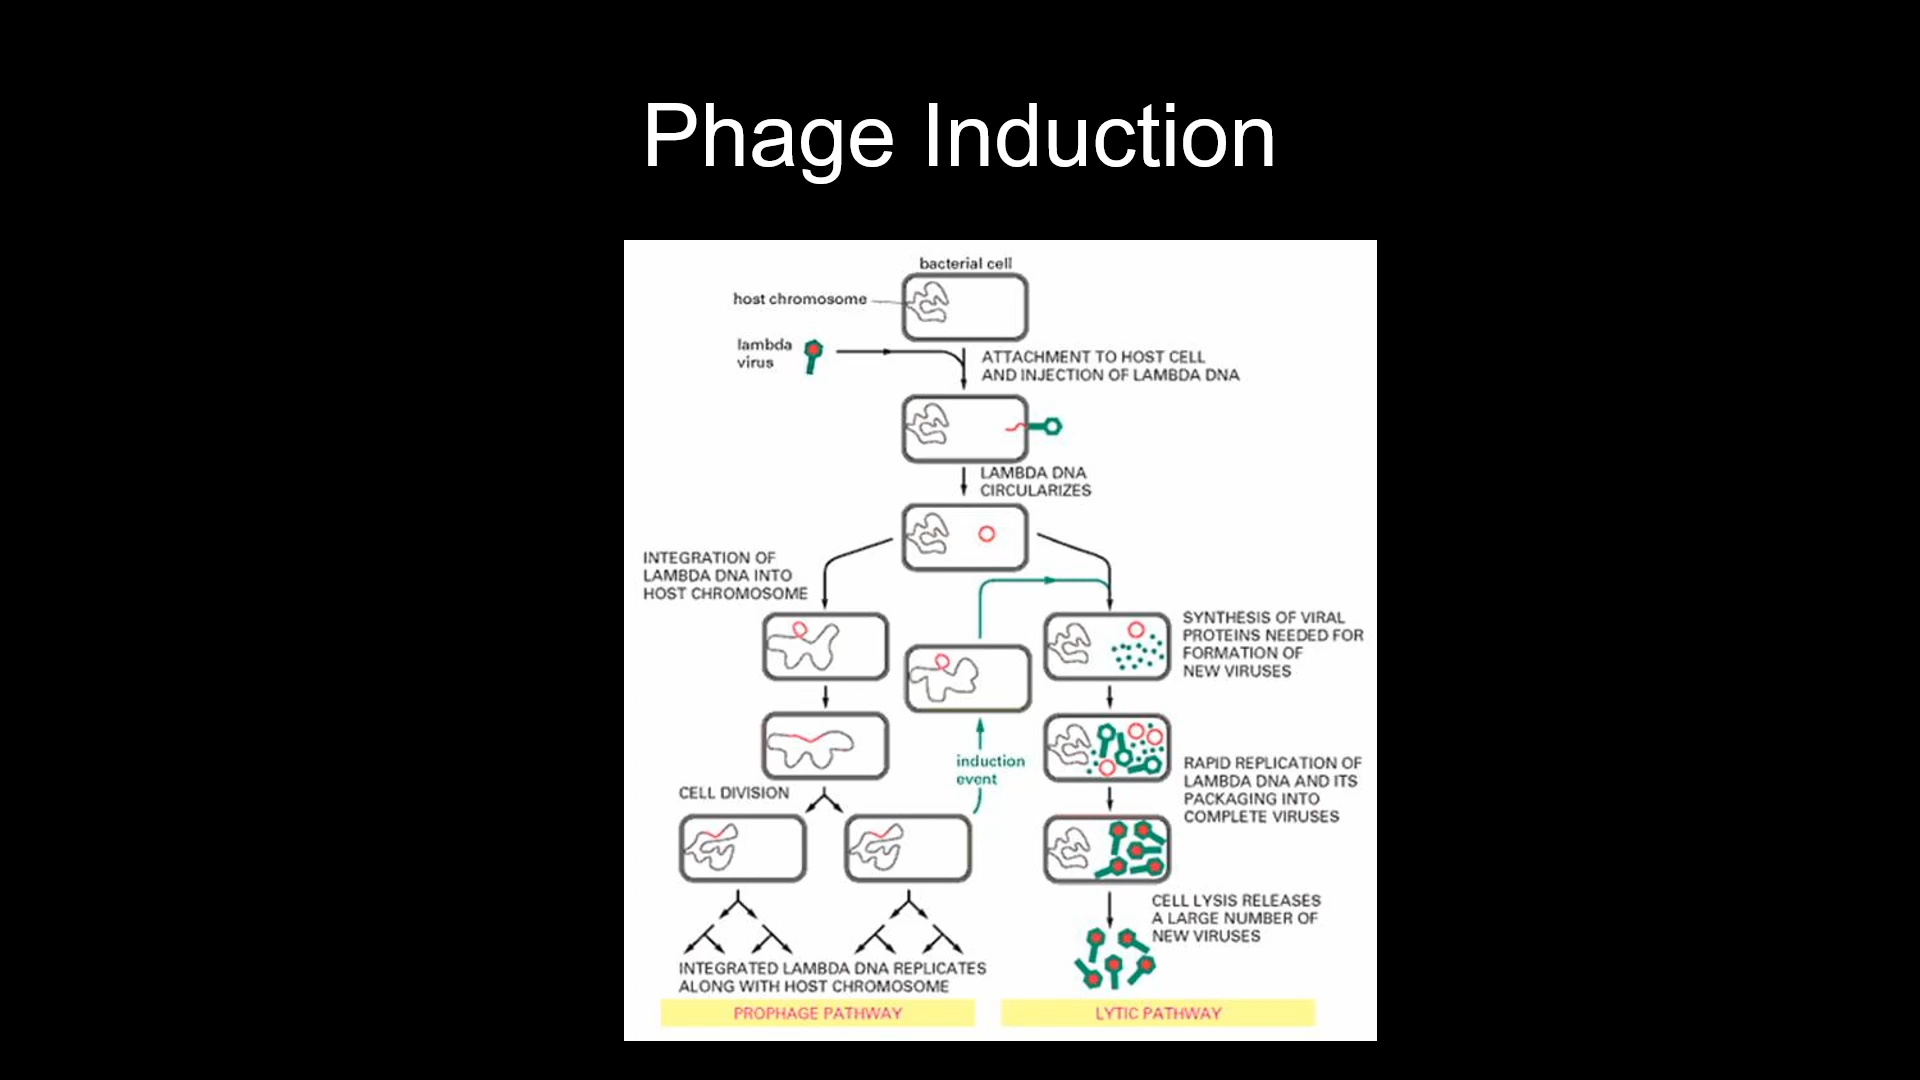 Phage Induction
bacterial cell
host chromosome
lambda
virus
ATTACHMENT TO HOST CELL
AND INJECTION OF LAMBDA DNA
LAMBDA DNA
CIRCULARIZES
INTEGRATION OF
LAMBDA DNA INTO
HOST CHROMOSOME
SYNTHESIS OF VIRAL
PROTEINS NEEDED FOR
FORMATION OF
NEW VIRUSES
induction
event
RAPID REPLICATION OF
LAMBDA DNA AND ITS
PACKAGING INTO
COMPLETE VIRUSES
CELL DIVISION
CELL LYSIS RELEASES
A LARGE NUMBER OF
NEW VIRUSES
INTEGRATED LAMBDA DNA REPLICATES
ALONG WITH HOST CHROMOSOME
PROPHAGE PATHWAY
LYTIC PATHWAY